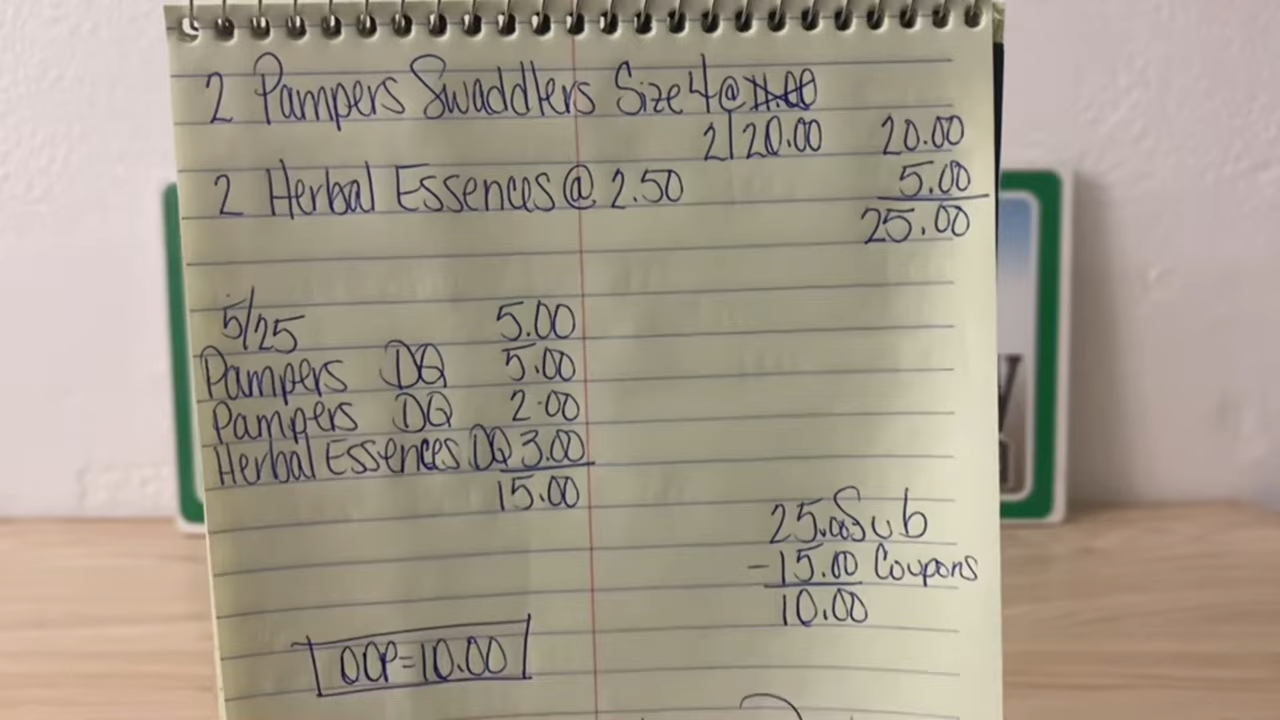 2 Pampers Swaddlers Size 4 @ 11.00
2/20.00 20.00
2 Herbal Essences @ 2.50 5.00
25.00
5/25 5.00
Pampers DQ 5.00
Pampers DQ 2.00
Herbal Essences DQ 3.00
15.00
25.00 Sub
-15.00 Coupons
10.00
OOP=10.00